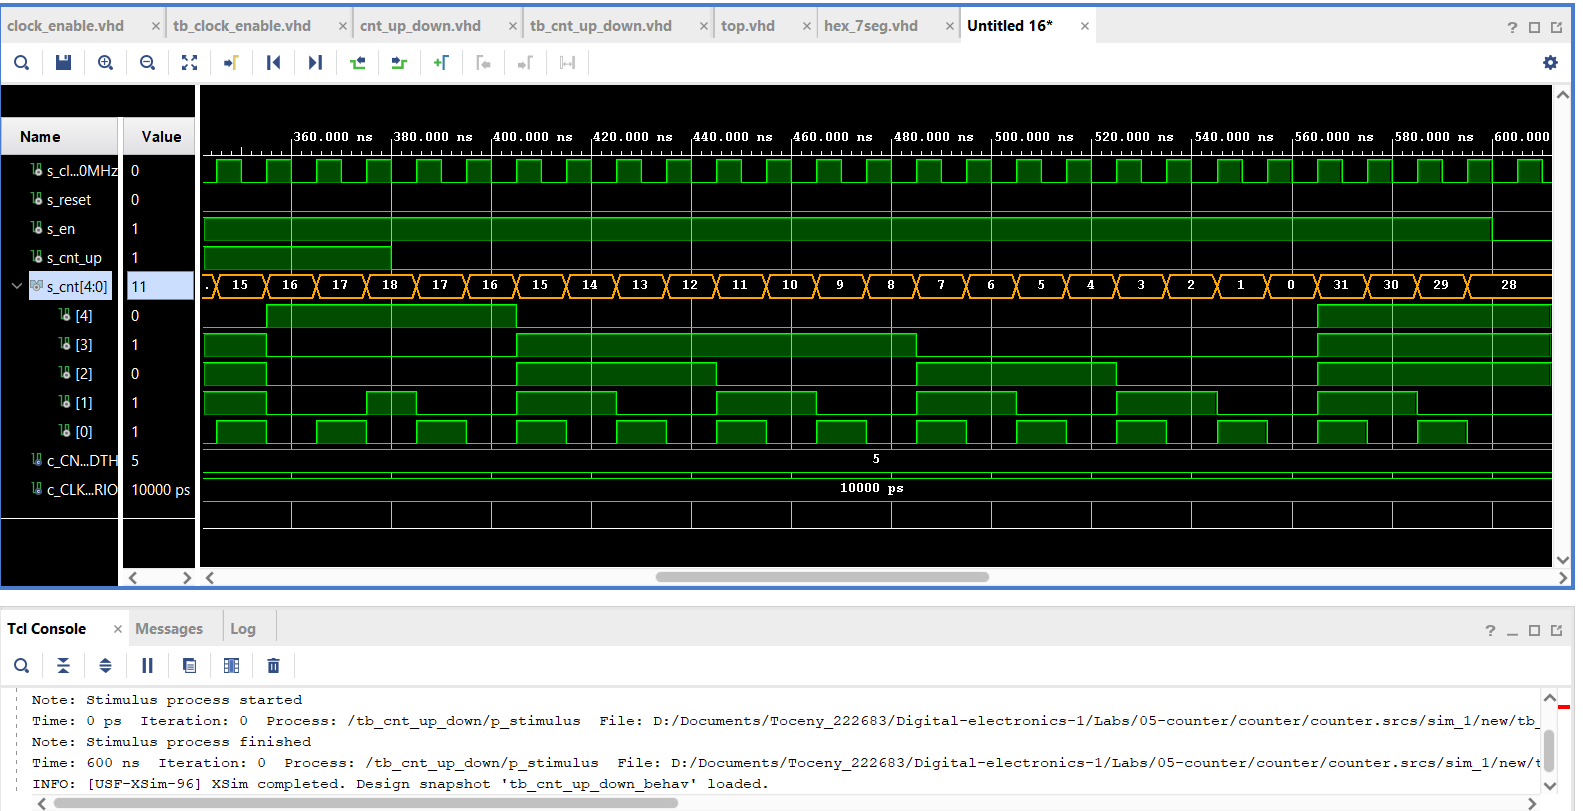 clock_enable.vhd × tb_clock_enable.vhd × cnt_up_down.vhd × tb_cnt_up_down.vhd × top.vhd × hex_7seg.vhd × Untitled 16* ×
Name Value
360.000 ns 380.000 ns 400.000 ns 420.000 ns 440.000 ns 460.000 ns 480.000 ns 500.000 ns 520.000 ns 540.000 ns 560.000 ns 580.000 ns 600.000
s_cl...0MHz 0
s_reset 0
s_en 1
s_cnt_up 1
s_cnt[4:0] 11 . 15 16 17 18 17 16 15 14 13 12 11 10 9 8 7 6 5 4 3 2 1 0 31 30 29 28
[4] 0
[3] 1
[2] 0
[1] 1
[0] 1
c_CN...DTH 5 5
c_CLK...RIO 10000 ps 10000 ps
Tcl Console × Messages Log
Note: Stimulus process started
Time: 0 ps Iteration: 0 Process: /tb_cnt_up_down/p_stimulus File: D:/Documents/Toceny_222683/Digital-electronics-1/Labs/05-counter/counter/counter.srcs/sim_1/new/tb_
Note: Stimulus process finished
Time: 600 ns Iteration: 0 Process: /tb_cnt_up_down/p_stimulus File: D:/Documents/Toceny_222683/Digital-electronics-1/Labs/05-counter/counter/counter.srcs/sim_1/new/t
INFO: [USF-XSim-96] XSim completed. Design snapshot 'tb_cnt_up_down_behav' loaded.